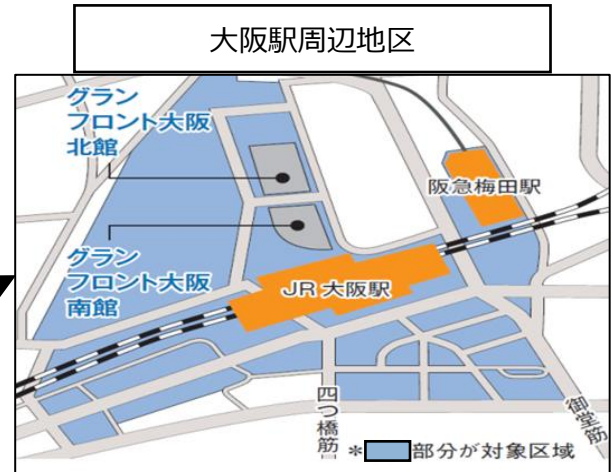 大阪駅周辺地区
グラン
フロント大阪
北館
阪急梅田駅
グラン
フロント大阪
南館
JR 大阪駅
四つ橋筋
御堂筋
*部分が対象区域